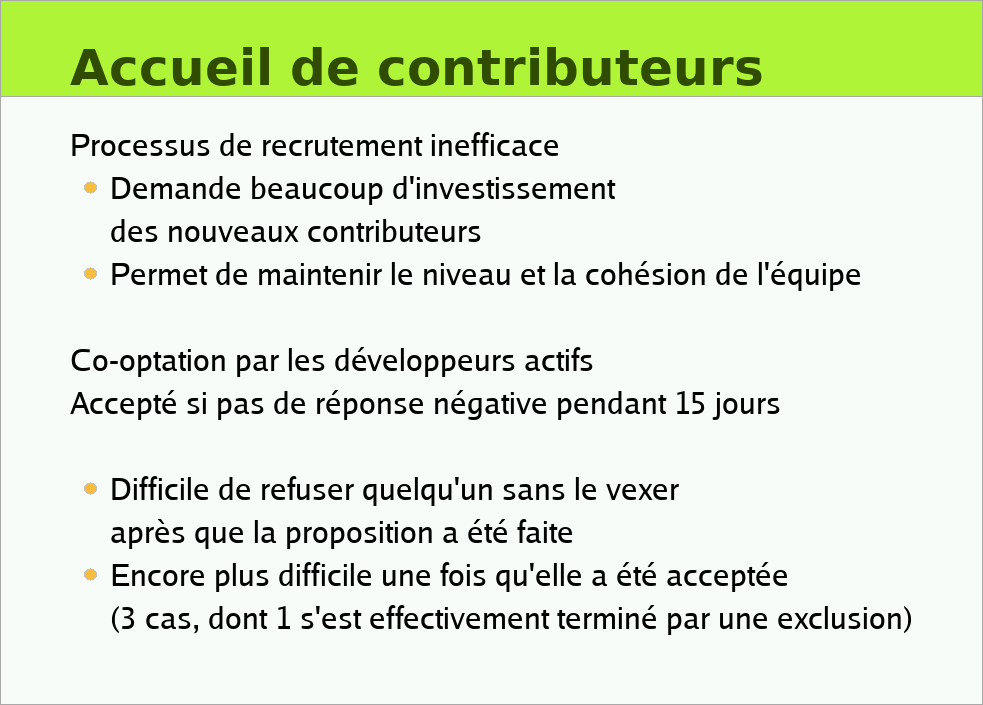 Accueil de contributeurs
Processus de recrutement inefficace
Demande beaucoup d'investissement
des nouveaux contributeurs
Permet de maintenir le niveau et la cohésion de l'équipe
Co-optation par les développeurs actifs
Accepté si pas de réponse négative pendant 15 jours
Difficile de refuser quelqu'un sans le vexer
après que la proposition a été faite
Encore plus difficile une fois qu'elle a été acceptée
(3 cas, dont 1 s'est effectivement terminé par une exclusion)